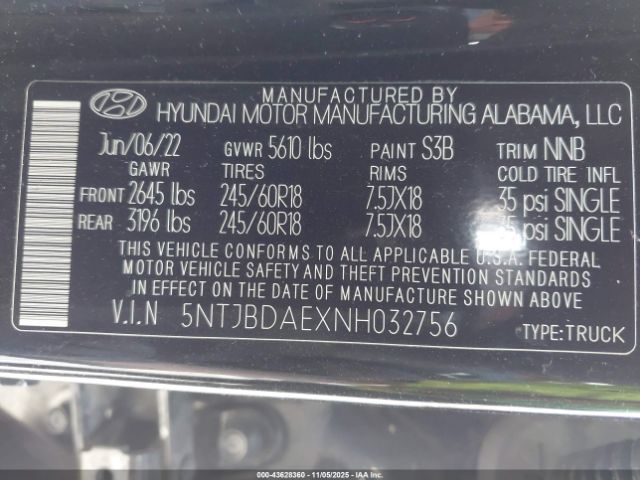 MANUFACTURED BY
HYUNDAI MOTOR MANUFACTURING ALABAMA, LLC
Jun/06/22 GVWR 5610 lbs PAINT S3B TRIM NNB
GAWR TIRES RIMS COLD TIRE INFL
FRONT 2645 lbs 245/60R18 7.5JX18 35 psi SINGLE
REAR 3196 lbs 245/60R18 7.5JX18 35 psi SINGLE
THIS VEHICLE CONFORMS TO ALL APPLICABLE U.S.A. FEDERAL
MOTOR VEHICLE SAFETY AND THEFT PREVENTION STANDARDS
IN EFFECT ON THE DATE OF MANUFACTURE SHOWN ABOVE.
V.I.N 5NTJBDAEXNH032756 TYPE:TRUCK
000-43628360 - 11/05/2025 - COPYRIGHT IAA, LLC.